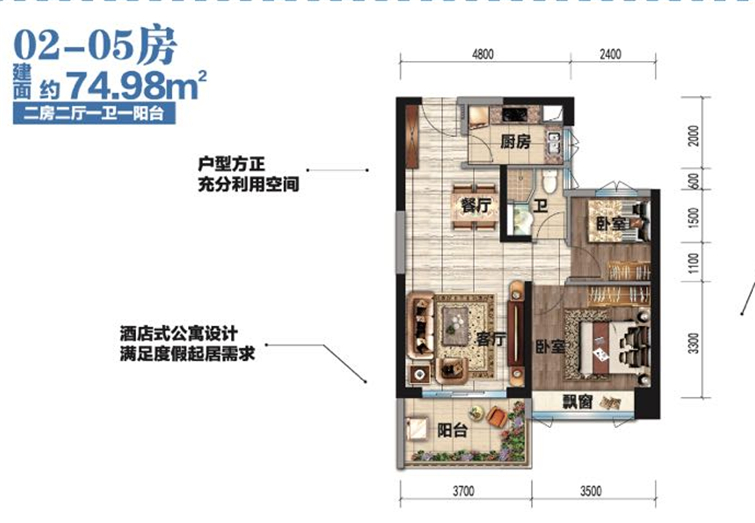 02-05房
建面约74.98m²
二房二厅一卫一阳台
4800
2400
户型方正
充分利用空间
厨房
2000
600
餐厅
卫
卧室
1500
1100
酒店式公寓设计
满足度假起居需求
客厅
卧室
3300
飘窗
阳台
3700
3500